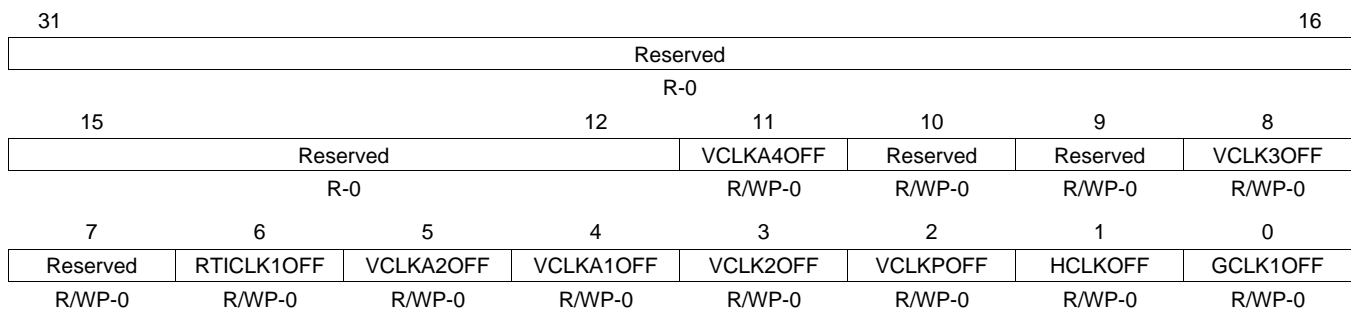 31 16
Reserved
R-0
15 12 11 10 9 8
Reserved VCLKA4OFF Reserved Reserved VCLK3OFF
R-0 R/WP-0 R/WP-0 R/WP-0 R/WP-0
7 6 5 4 3 2 1 0
Reserved RTICLK1OFF VCLKA2OFF VCLKA1OFF VCLK2OFF VCLKPOFF HCLKOFF GCLK1OFF
R/WP-0 R/WP-0 R/WP-0 R/WP-0 R/WP-0 R/WP-0 R/WP-0 R/WP-0